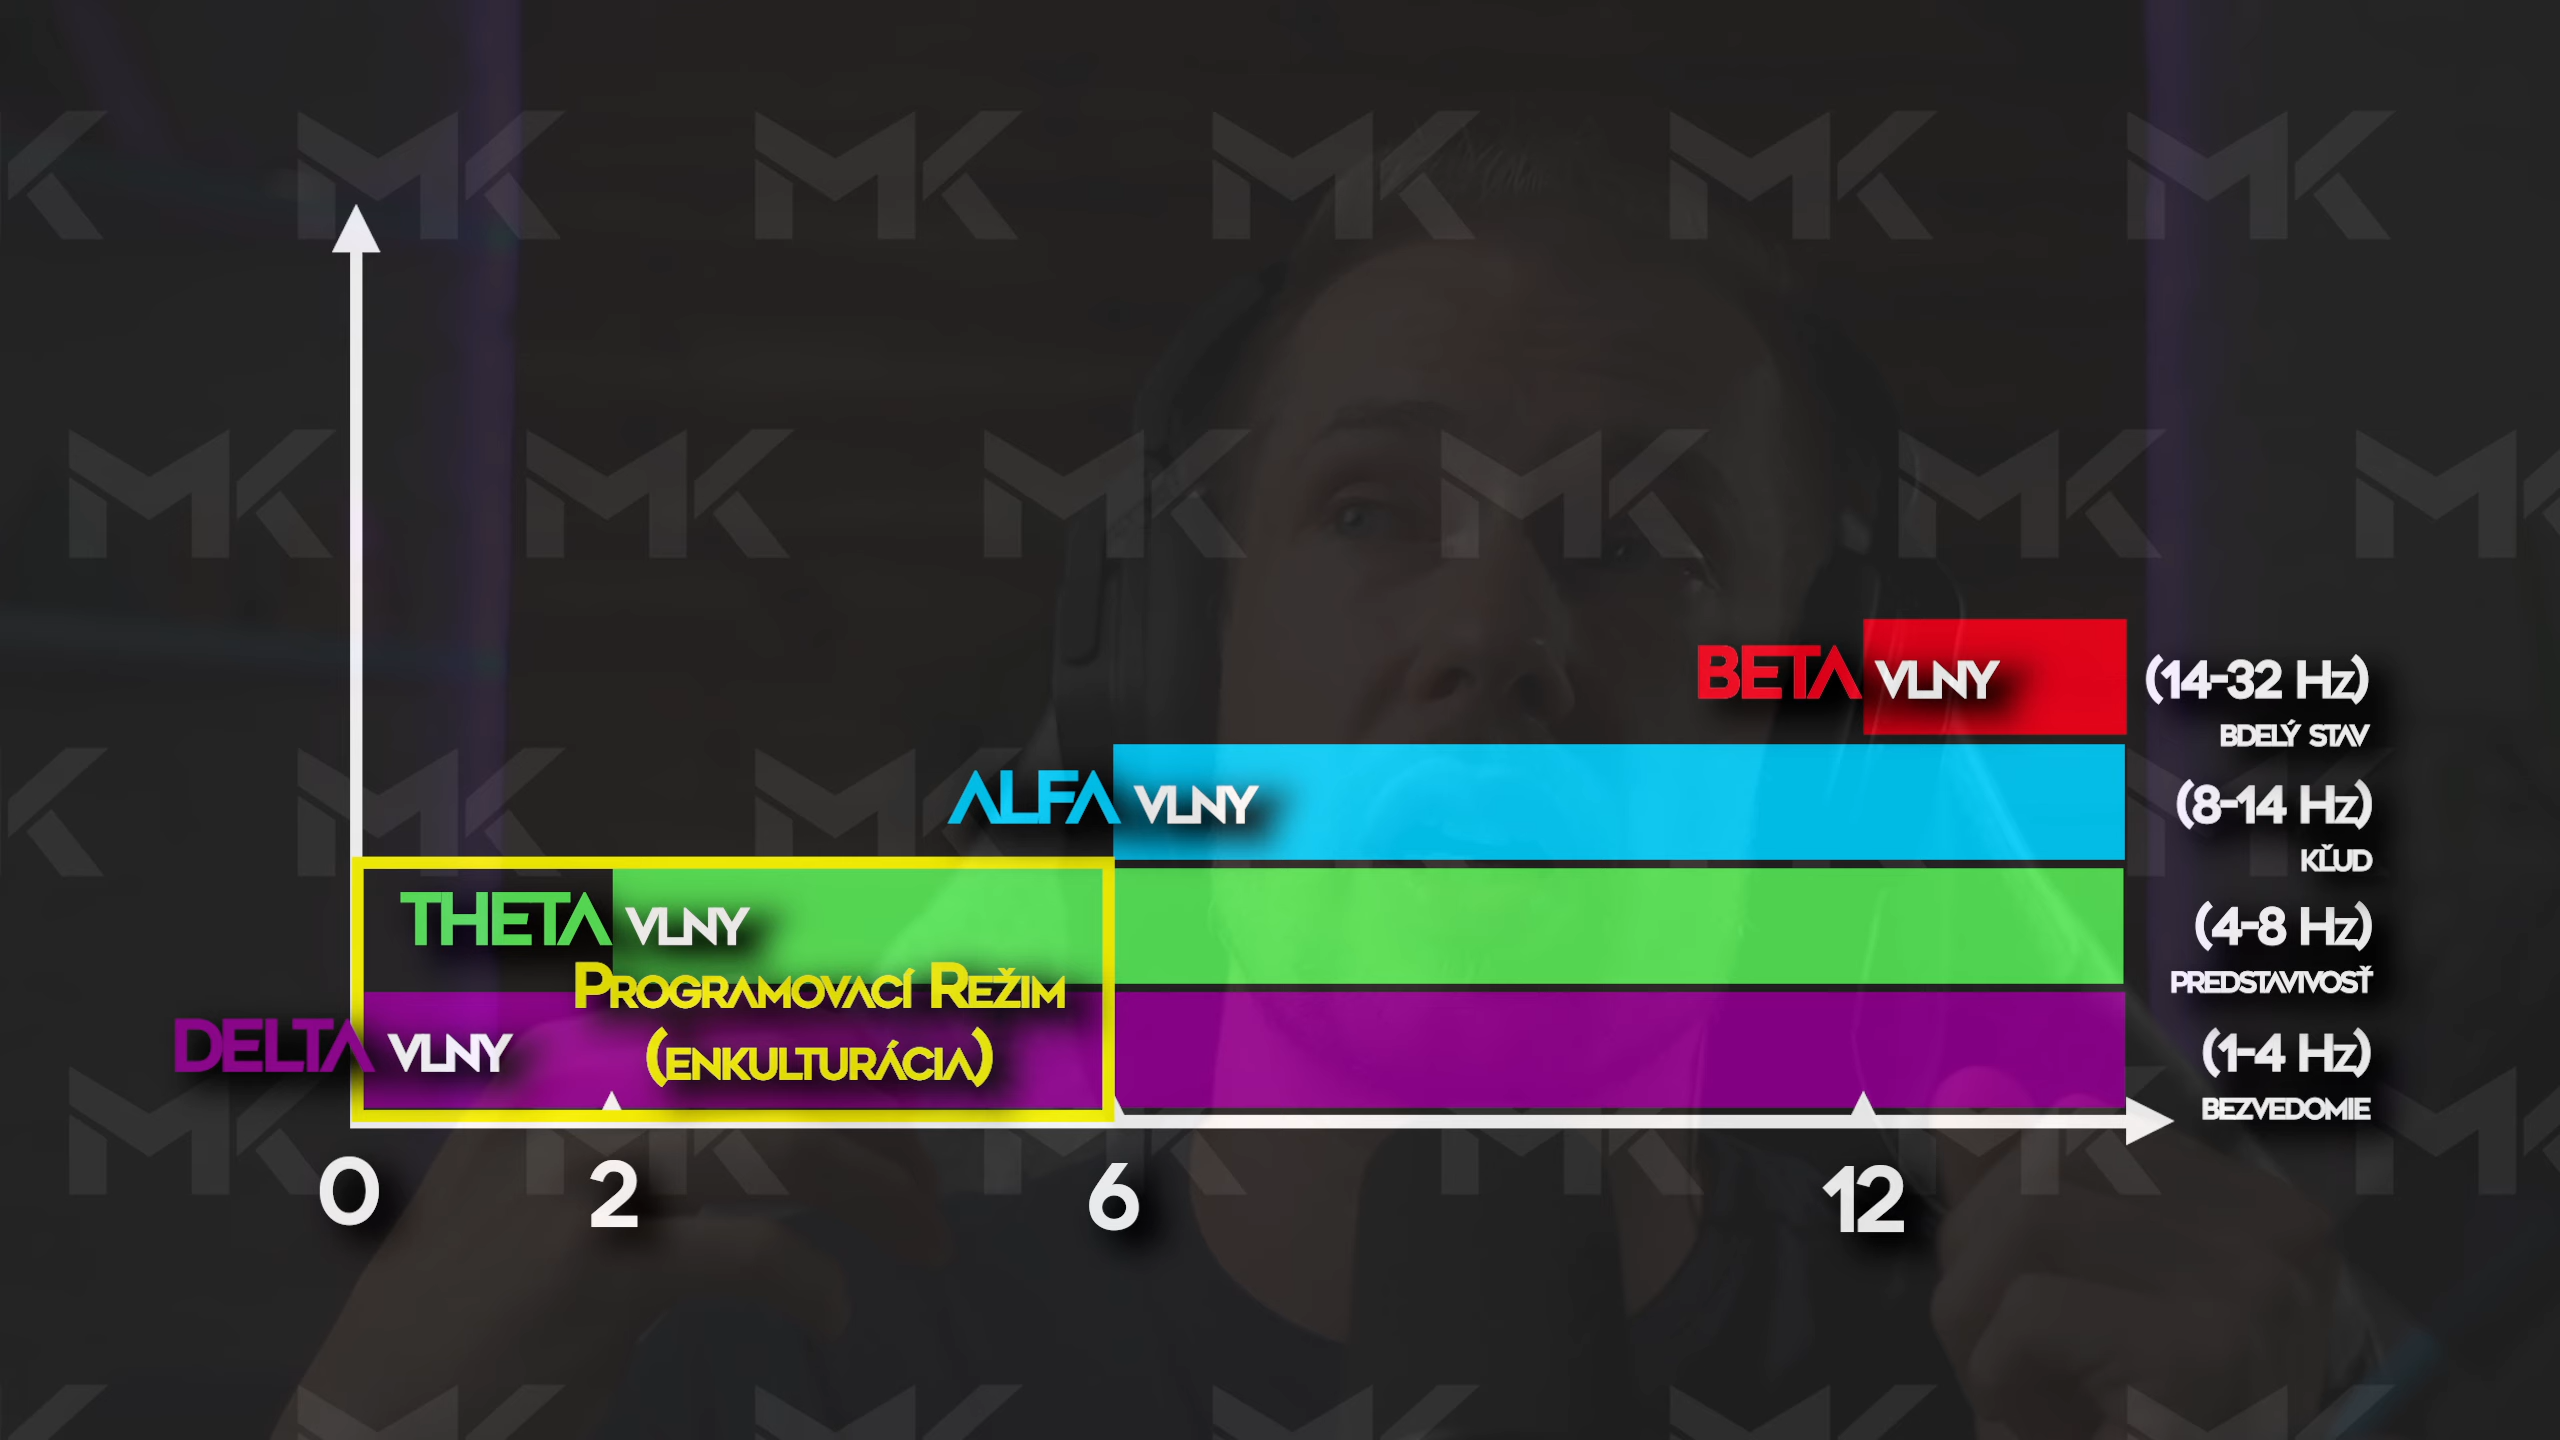 BETA VLNY (14-32 Hz)
BDELÝ STAV
ALFA VLNY (8-14 Hz)
KĽUD
THETA VLNY (4-8 Hz)
PREDSTAVIVOSŤ
PROGRAMOVACÍ REŽIM
DELTA VLNY (ENKULTURÁCIA) (1-4 Hz)
BEZVEDOMIE
0 2 6 12